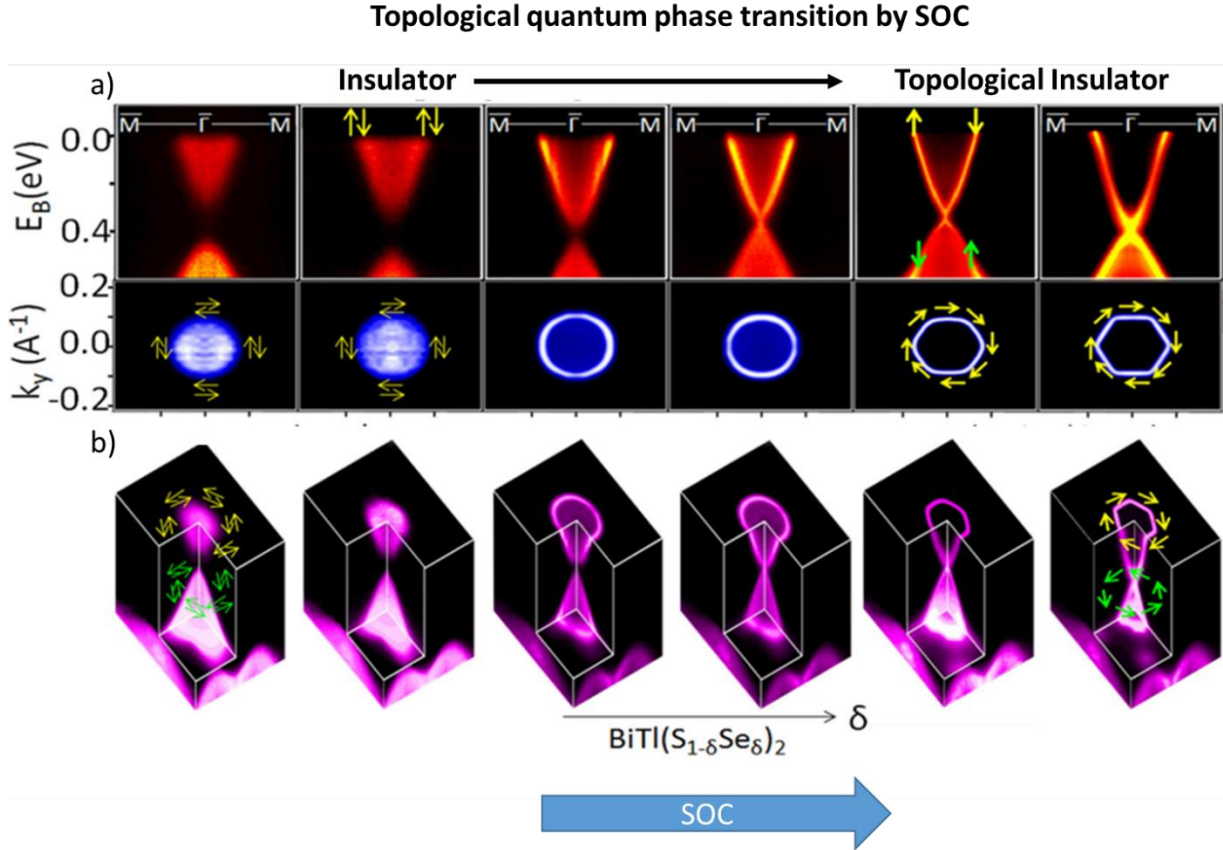 Topological quantum phase transition by SOC
a)
Insulator
Topological Insulator
M̅ Γ̅ M̅
M̅ Γ̅ M̅
M̅ Γ̅ M̅
M̅ Γ̅ M̅
E_B(eV)
0.0
0.4
k_y (A⁻¹)
0.2
0.0
-0.2
b)
δ
BiTl(S₁₋δSeδ)₂
SOC